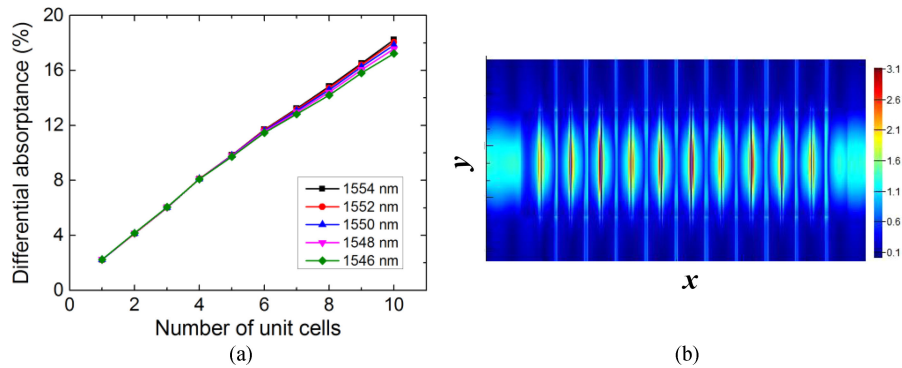 20
16
12
8
4
0
Differential absorptance (%)
1554 nm
1552 nm
1550 nm
1548 nm
1546 nm
0 2 4 6 8 10
Number of unit cells
(a)
y
x
3.1
2.6
2.1
1.6
1.1
0.6
0.1
(b)